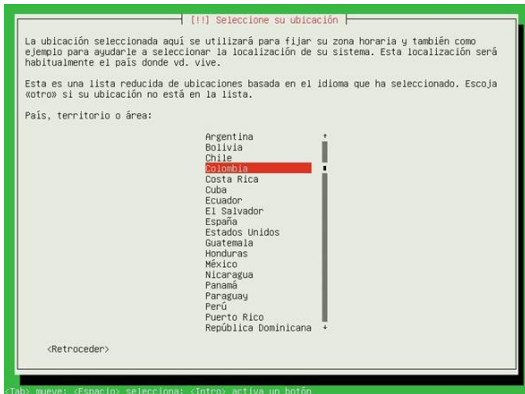 [!!] Seleccione su ubicación
La ubicación seleccionada aquí se utilizará para fijar su zona horaria y también como
ejemplo para ayudarle a seleccionar la localización de su sistema. Esta localización será
habitualmente el país donde vd. vive.
Esta es una lista reducida de ubicaciones basada en el idioma que ha seleccionado. Escoja
«otro» si su ubicación no está en la lista.
País, territorio o área:
Argentina
Bolivia
Chile
Colombia
Costa Rica
Cuba
Ecuador
El Salvador
España
Estados Unidos
Guatemala
Honduras
México
Nicaragua
Panamá
Paraguay
Perú
Puerto Rico
República Dominicana
<Retroceder>
<Tab> mueve; <Espacio> selecciona; <Intro> activa un botón